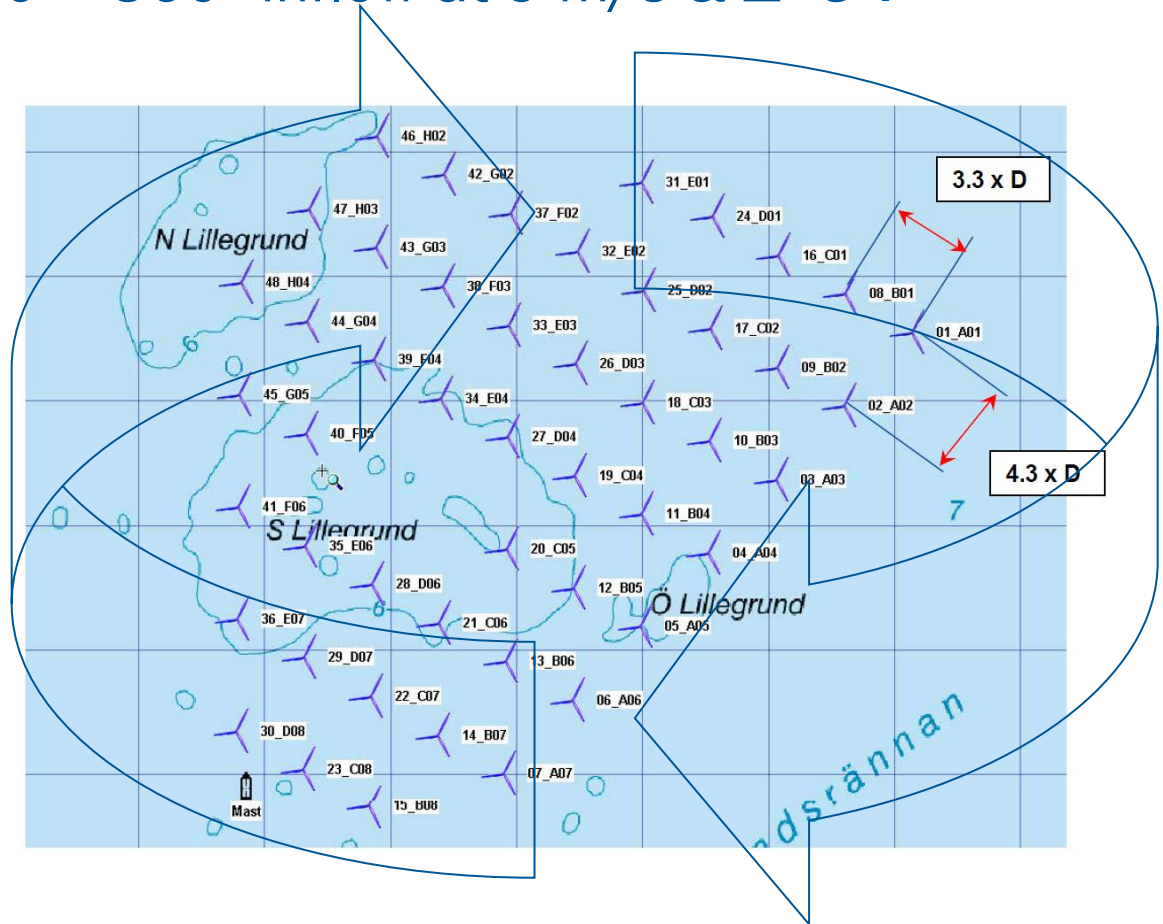 46_H02
42_G02
31_E01
3.3 x D
47_H03
37_F02
24_D01
N Lillegrund
43_G03
32_E02
16_C01
48_H04
38_F03
25_D02
08_B01
44_G04
33_E03
17_C02
01_A01
6
39_F04
26_D03
09_B02
45_G05
34_E04
18_C03
02_A02
40_F05
27_D04
10_B03
19_C04
03_A03
4.3 x D
41_F06
11_B04
7
S Lillegrund
35_E06
20_C05
04_A04
28_D06
12_B05
Ö Lillegrund
6
36_E07
21_C06
05_A05
29_D07
13_B06
22_C07
06_A06
30_D08
14_B07
23_C08
07_A07
Mast
15_B08
ndsrännan